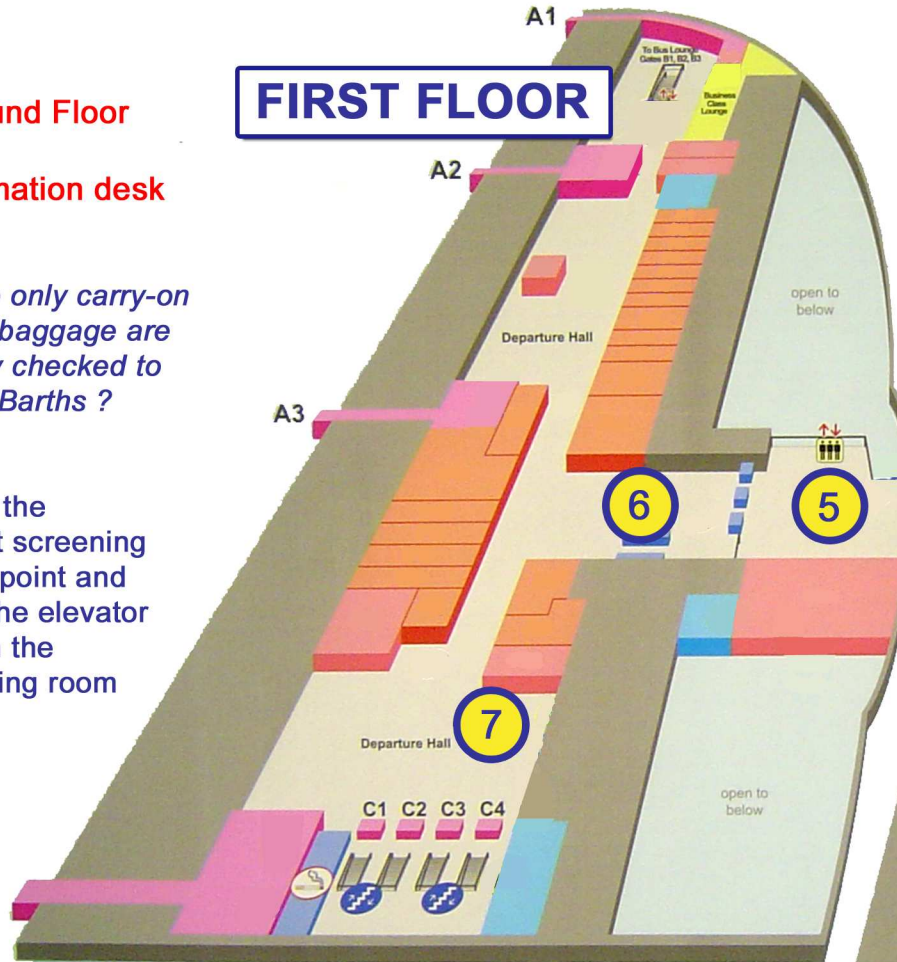 A1
To Bus Lounge
Gates B1, B2, B3
FIRST FLOOR
Business
Class
Lounge
und Floor
A2
mation desk
only carry-on
baggage are
checked to
Barths ?
open to
below
Departure Hall
A3
the
screening
point and
the elevator
the
ing room
6
5
7
Departure Hall
open to
below
C1 C2 C3 C4